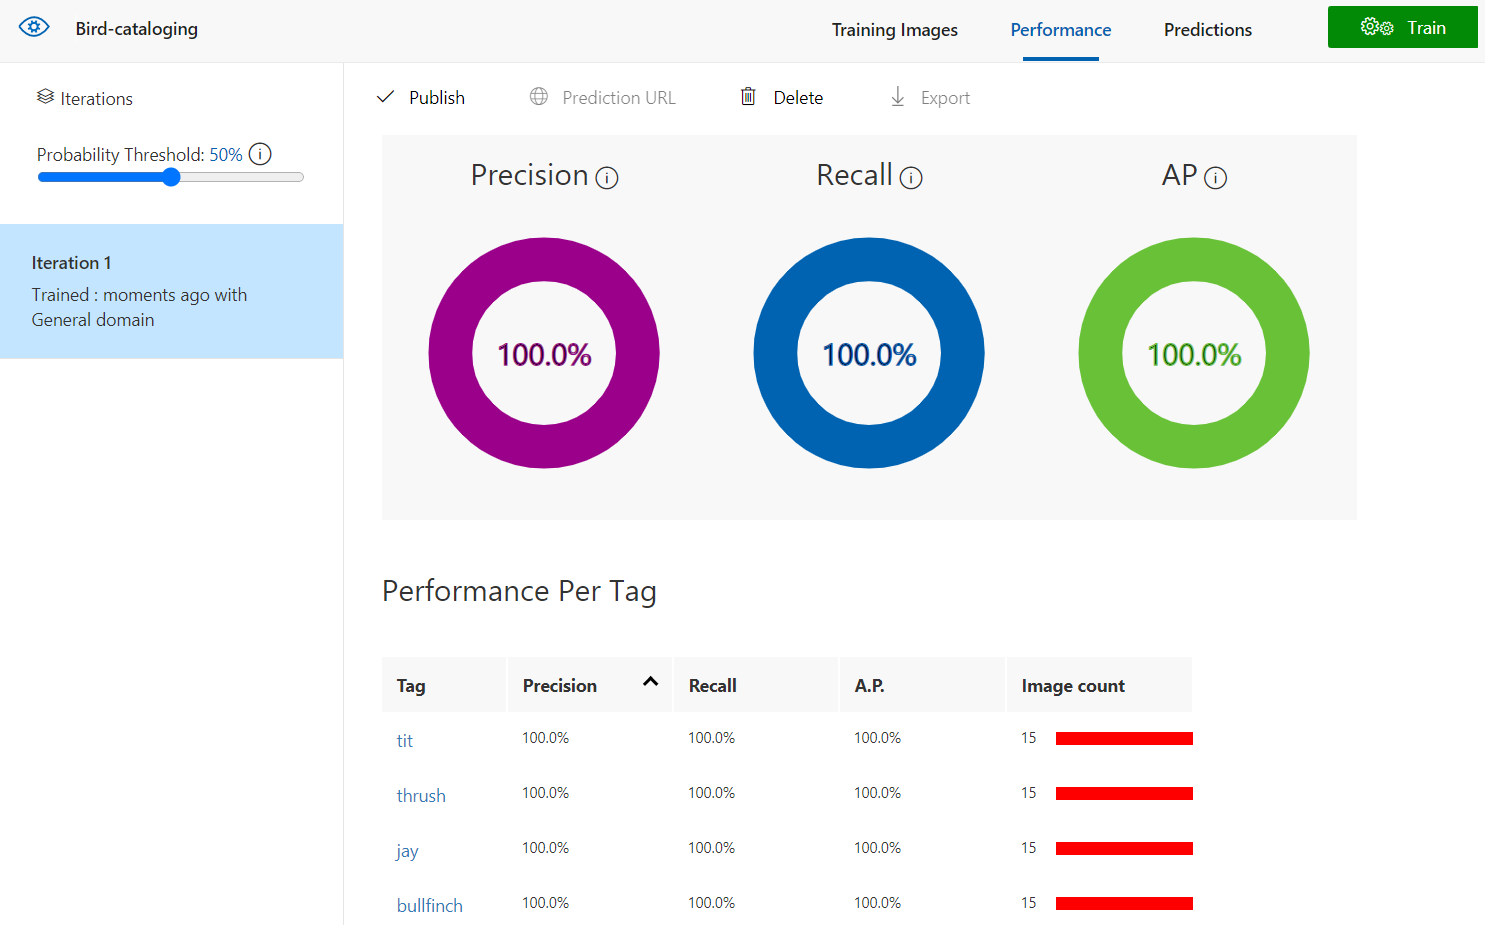 Bird-cataloging
Training Images
Performance
Predictions
Train
Iterations
Probability Threshold: 50%
Iteration 1
Trained : moments ago with
General domain
Publish
Prediction URL
Delete
Export
Precision
Recall
AP
100.0%
100.0%
100.0%
Performance Per Tag
Tag Precision Recall A.P. Image count
tit 100.0% 100.0% 100.0% 15
thrush 100.0% 100.0% 100.0% 15
jay 100.0% 100.0% 100.0% 15
bullfinch 100.0% 100.0% 100.0% 15